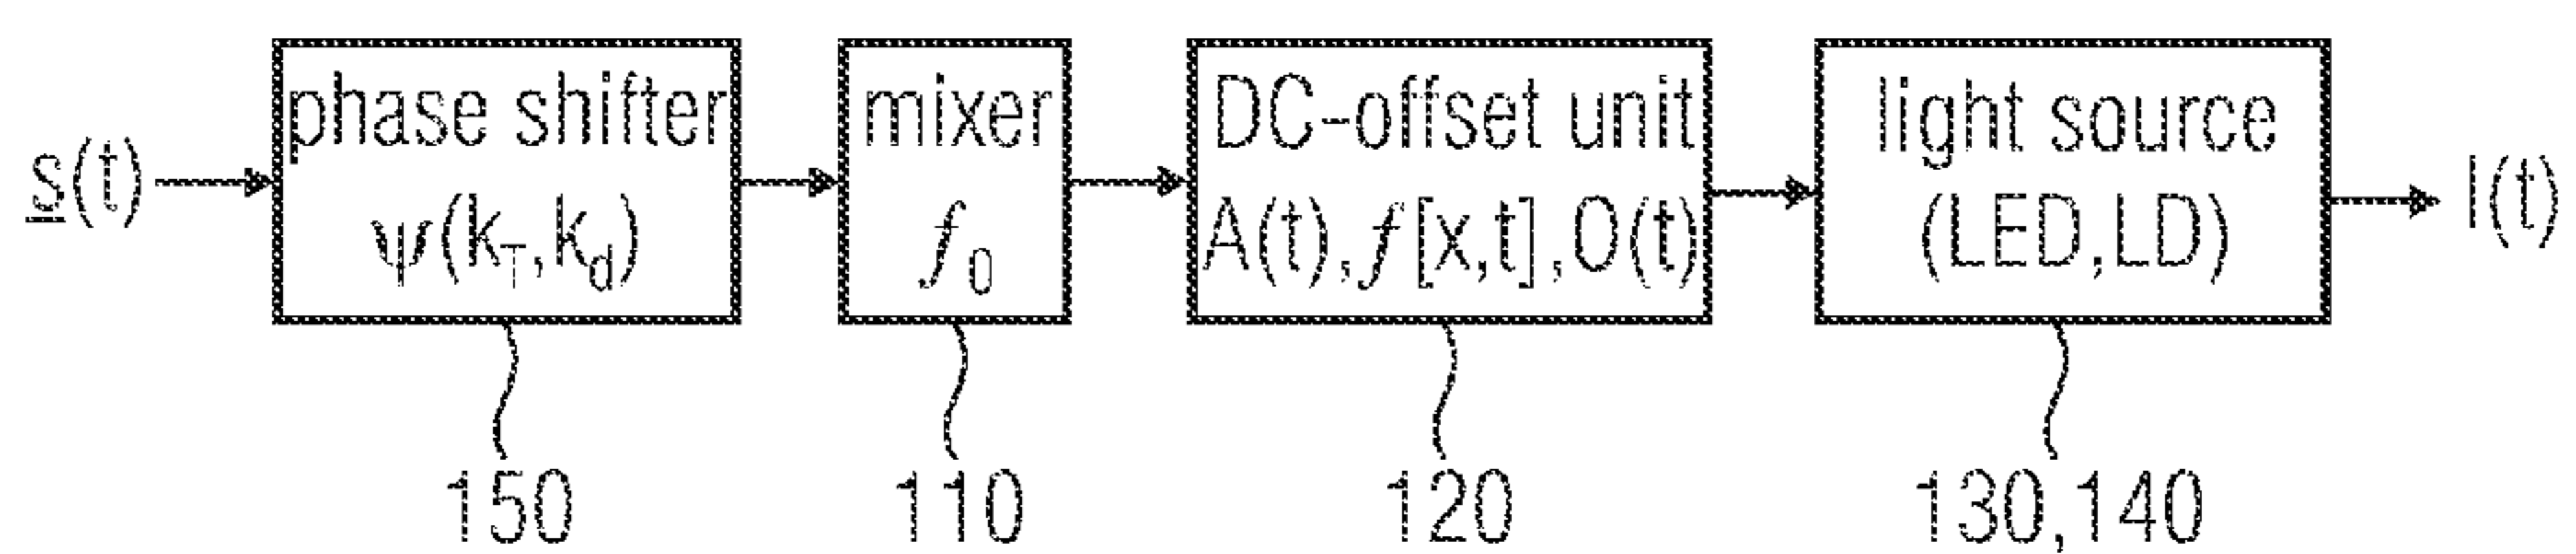 s(t)
phase shifter
ψ(k_T,k_d)
mixer
f_0
DC-offset unit
A(t),f[x,t],O(t)
light source
(LED,LD)
I(t)
150
110
120
130,140